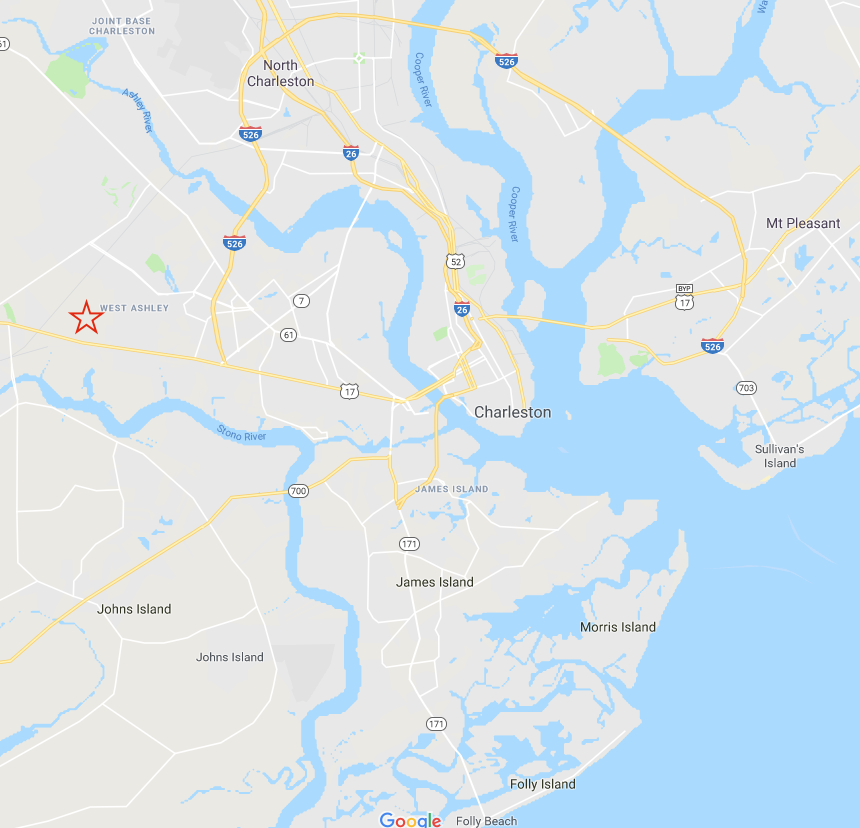 JOINT BASE
CHARLESTON
61
North
Charleston
Ashley River
Cooper River
526
Wa
526
26
Cooper River
526
52
Mt Pleasant
BYP
17
WEST ASHLEY
7
26
61
526
703
17
Charleston
Stono River
Sullivan's
Island
700
JAMES ISLAND
171
James Island
Johns Island
Morris Island
Johns Island
171
Folly Island
Google
Folly Beach